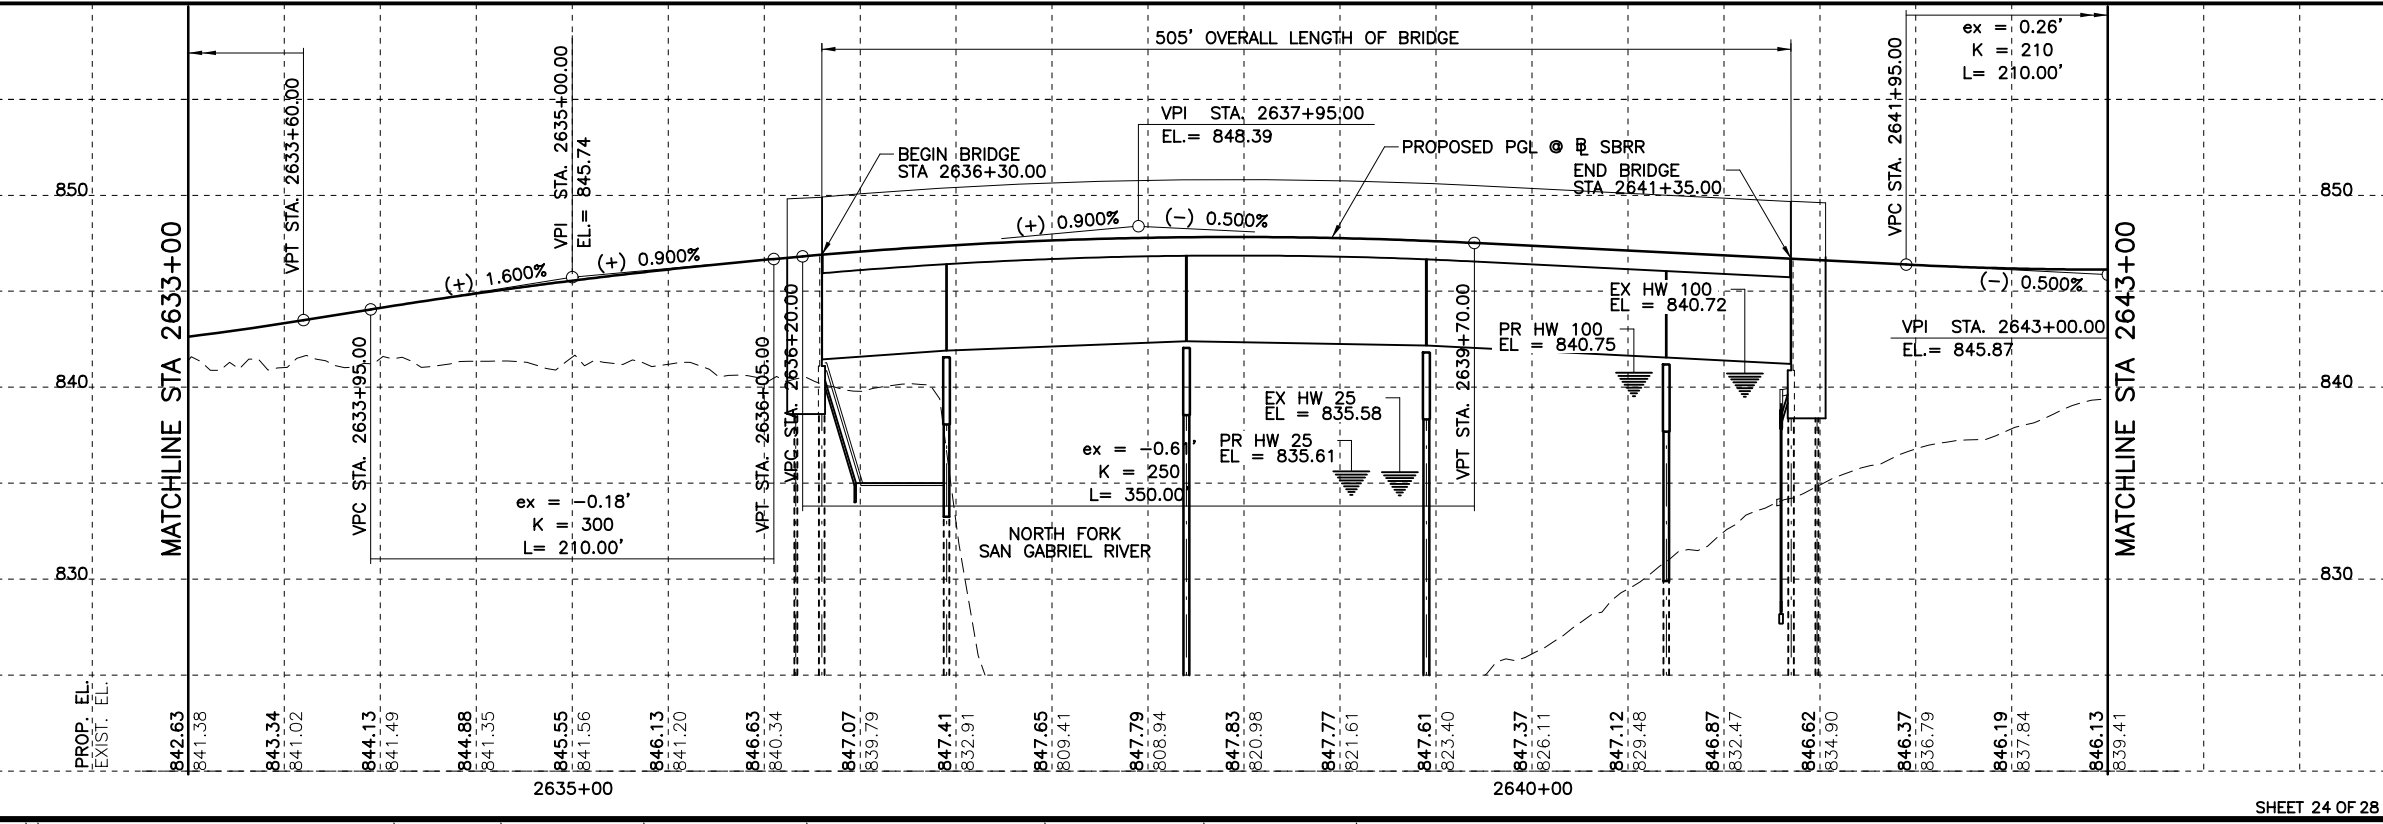 505' OVERALL LENGTH OF BRIDGE
ex = 0.26'
K = 210
L= 210.00'
VPT STA. 2633+60.00
VPI STA. 2635+00.00
EL.= 845.74
VPC STA. 2641+95.00
VPI STA. 2637+95.00
EL.= 848.39
BEGIN BRIDGE
STA 2636+30.00
PROPOSED PGL @ BL SBRR
END BRIDGE
STA 2641+35.00
850
850
(+) 0.900%
(-) 0.500%
(+) 1.600%
(+) 0.900%
(-) 0.500%
MATCHLINE STA 2633+00
MATCHLINE STA 2643+00
EX HW 100
EL = 840.72
PR HW 100
EL = 840.75
VPI STA. 2643+00.00
EL.= 845.87
840
840
VPC STA. 2633+95.00
VPT STA. 2636+05.00
VPC STA. 2636+20.00
VPT STA. 2639+70.00
EX HW 25
EL = 835.58
PR HW 25
EL = 835.61
ex = -0.61'
K = 250
L= 350.00'
ex = -0.18'
K = 300
L= 210.00'
NORTH FORK
SAN GABRIEL RIVER
830
830
PROP. EL.
EXIST. EL.
842.63
841.38
843.34
841.02
844.13
841.49
844.88
841.35
845.55
841.56
846.13
841.20
846.63
840.34
847.07
839.79
847.41
832.91
847.65
809.41
847.79
808.94
847.83
820.98
847.77
821.61
847.61
823.40
847.37
826.11
847.12
829.48
846.87
832.47
846.62
834.90
846.37
836.79
846.19
837.84
846.13
839.41
2635+00
2640+00
SHEET 24 OF 28